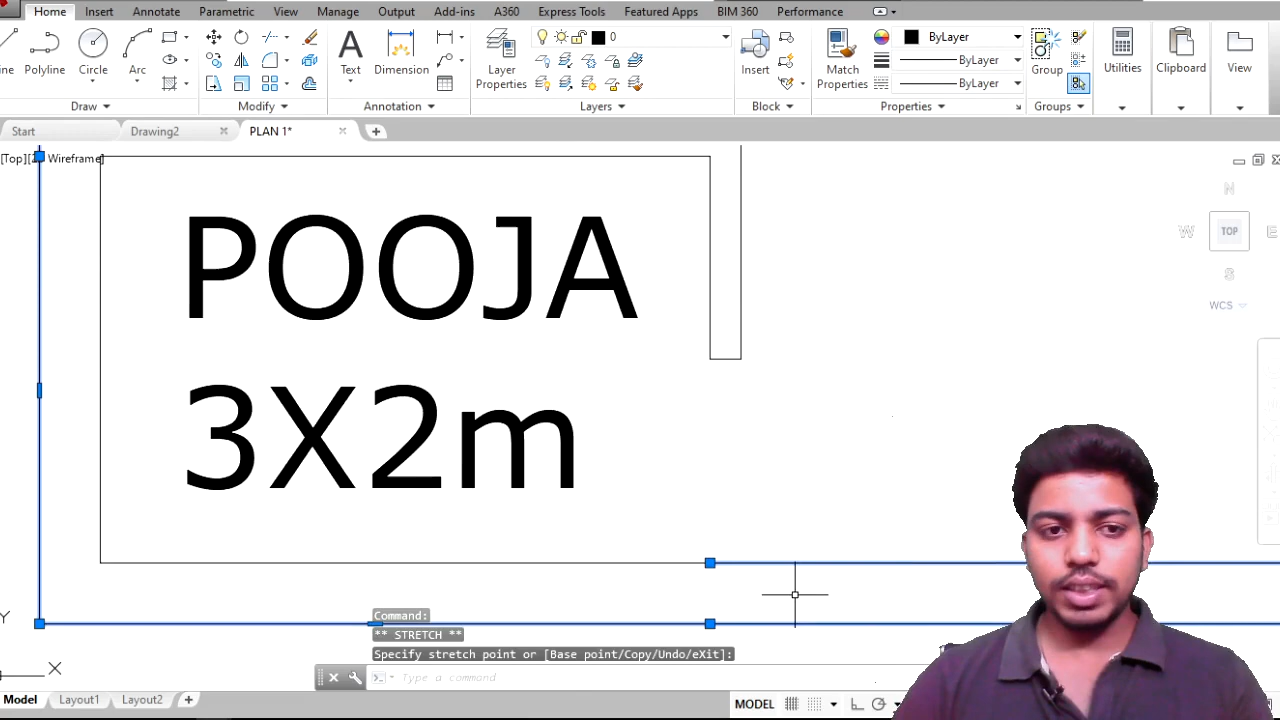 Home Insert Annotate Parametric View Manage Output Add-ins A360 Express Tools Featured Apps BIM 360 Performance
0
ByLayer
ByLayer
ByLayer
Polyline Circle Arc Text Dimension Layer Properties Insert Match Properties Group Utilities Clipboard View
Draw Modify Annotation Layers Block Properties Groups
Start Drawing2 PLAN 1*
[Top] Wireframe]
N
W TOP E
S
WCS
POOJA
3X2m
Command:
** STRETCH **
Specify stretch point or [Base point/Copy/Undo/eXit]:
Type a command
Y
X
Model Layout1 Layout2
MODEL